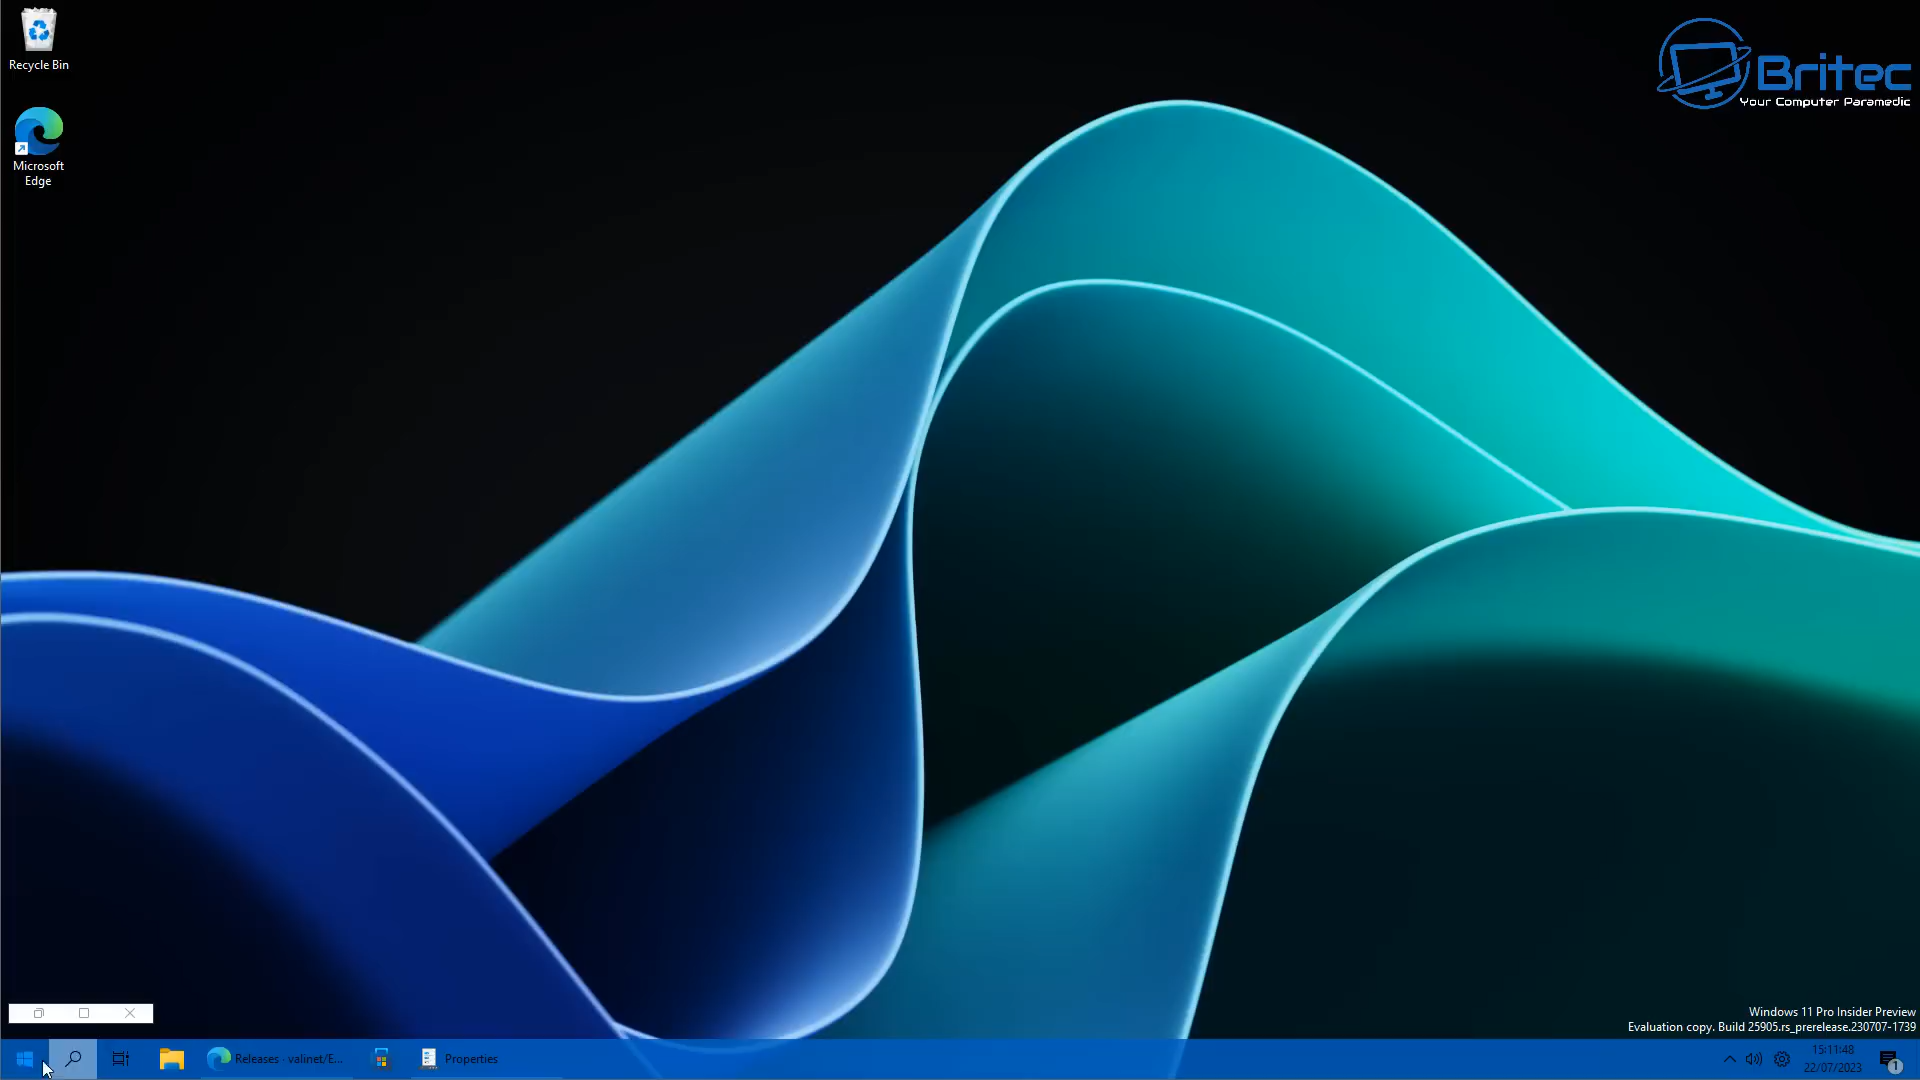 Recycle Bin
Britec
Your Computer Paramedic
Microsoft
Edge
Windows 11 Pro Insider Preview
Evaluation copy. Build 25905.rs_prerelease.230707-1739
Releases - valinet/E...
Properties
15:11:48
22/07/2023
1